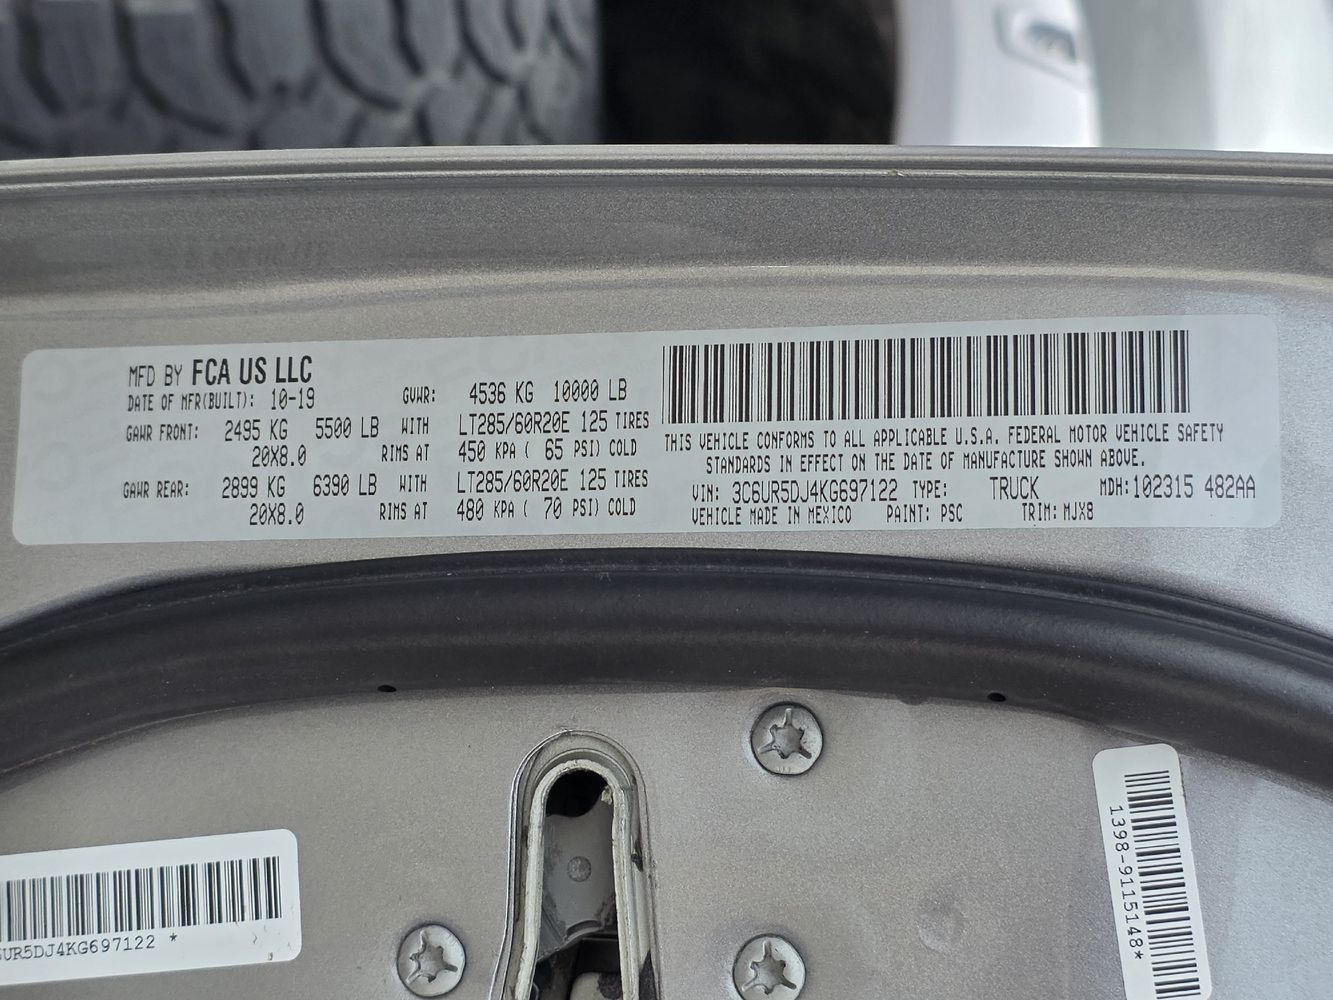 MFD BY FCA US LLC
DATE OF MFR(BUILT): 10-19 GVWR: 4536 KG 10000 LB
GAWR FRONT: 2495 KG 5500 LB WITH LT285/60R20E 125 TIRES
20X8.0 RIMS AT 450 KPA ( 65 PSI) COLD
GAWR REAR: 2899 KG 6390 LB WITH LT285/60R20E 125 TIRES
20X8.0 RIMS AT 480 KPA ( 70 PSI) COLD
THIS VEHICLE CONFORMS TO ALL APPLICABLE U.S.A. FEDERAL MOTOR VEHICLE SAFETY
STANDARDS IN EFFECT ON THE DATE OF MANUFACTURE SHOWN ABOVE.
VIN: 3C6UR5DJ4KG697122 TYPE: TRUCK MDH: 102315 482AA
VEHICLE MADE IN MEXICO PAINT: PSC TRIM: MJX8
UR5DJ4KG697122 *
1398-9115148*